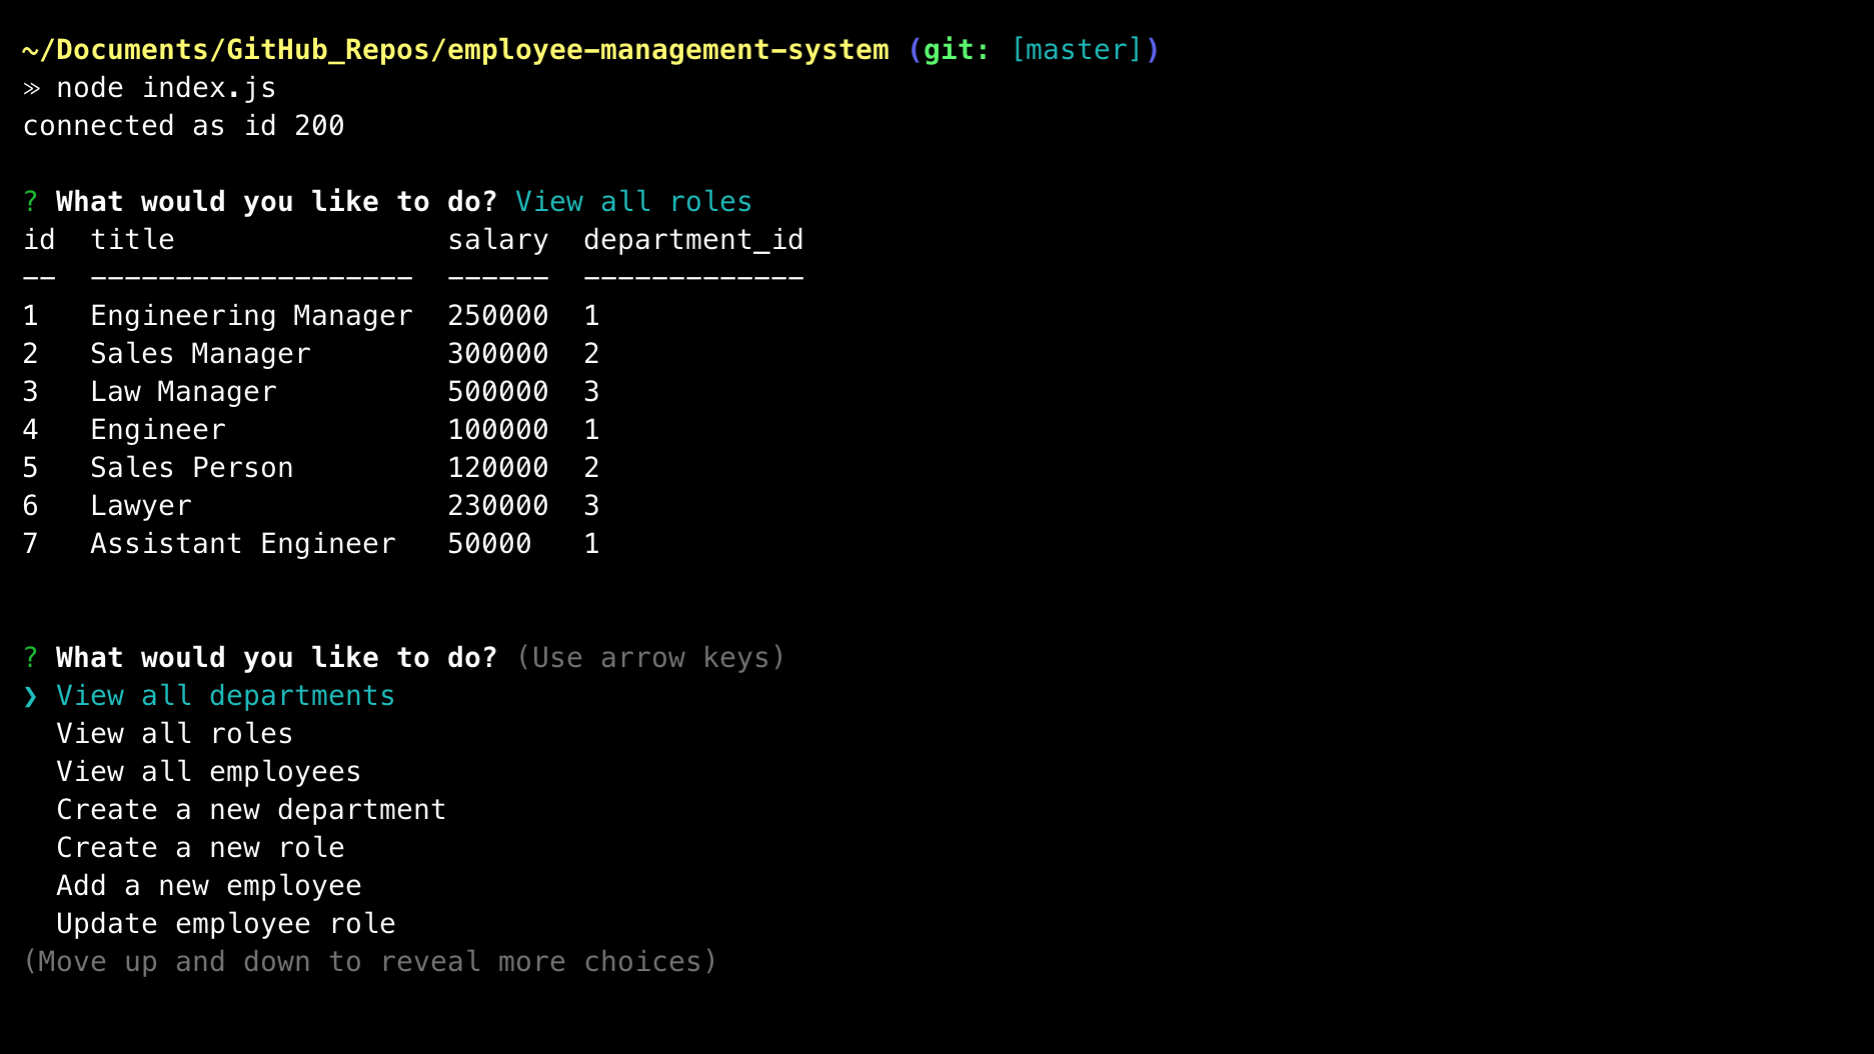 ~/Documents/GitHub_Repos/employee-management-system (git: [master])
» node index.js
connected as id 200
? What would you like to do? View all roles
id  title                salary  department_id
--  -------------------  ------  -------------
1   Engineering Manager  250000  1
2   Sales Manager        300000  2
3   Law Manager          500000  3
4   Engineer             100000  1
5   Sales Person         120000  2
6   Lawyer               230000  3
7   Assistant Engineer   50000   1
? What would you like to do? (Use arrow keys)
❯ View all departments
  View all roles
  View all employees
  Create a new department
  Create a new role
  Add a new employee
  Update employee role
(Move up and down to reveal more choices)